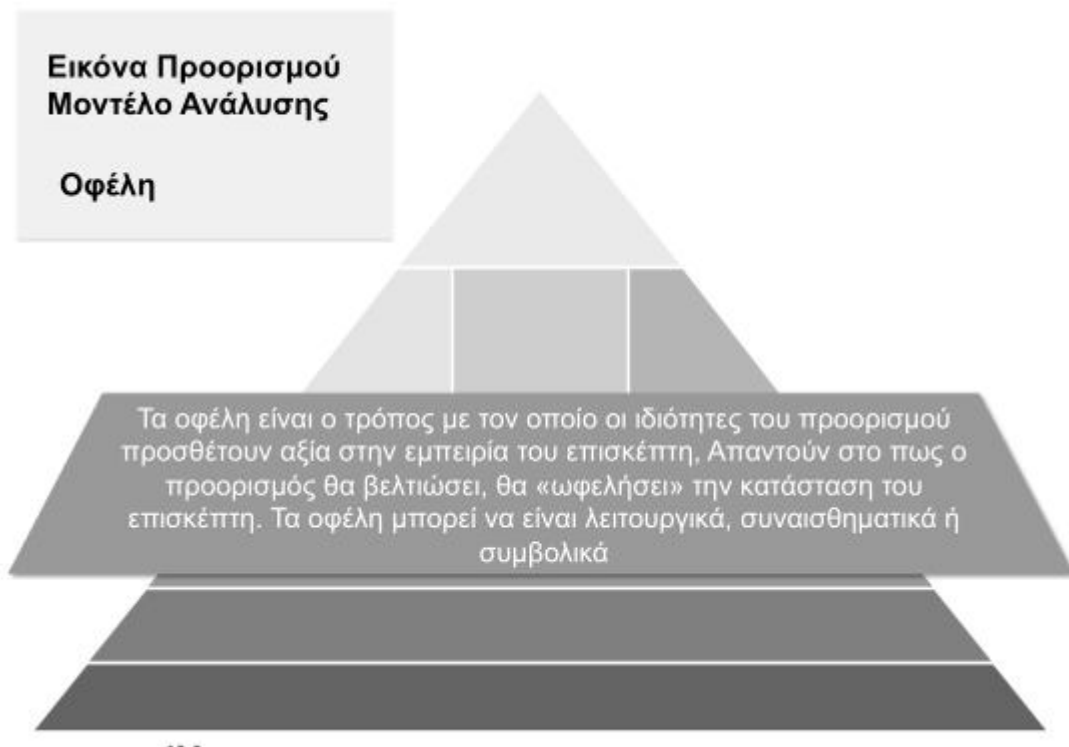 Εικόνα Προορισμού
Μοντέλο Ανάλυσης
Οφέλη
Τα οφέλη είναι ο τρόπος με τον οποίο οι ιδιότητες του προορισμού
προσθέτουν αξία στην εμπειρία του επισκέπτη, Απαντούν στο πως ο
προορισμός θα βελτιώσει, θα «ωφελήσει» την κατάσταση του
επισκέπτη. Τα οφέλη μπορεί να είναι λειτουργικά, συναισθηματικά ή
συμβολικά